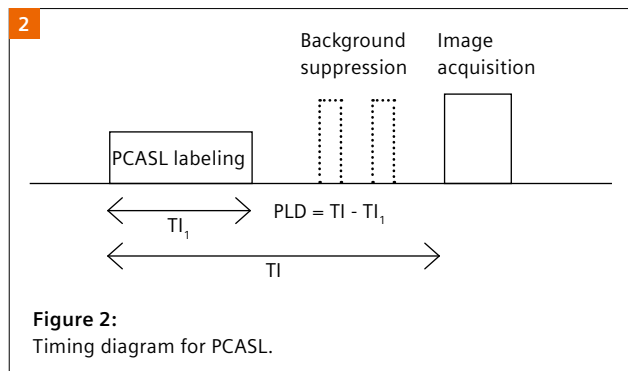 2
Background
suppression
Image
acquisition
PCASL labeling
TI₁
PLD = TI - TI₁
TI
Figure 2:
Timing diagram for PCASL.